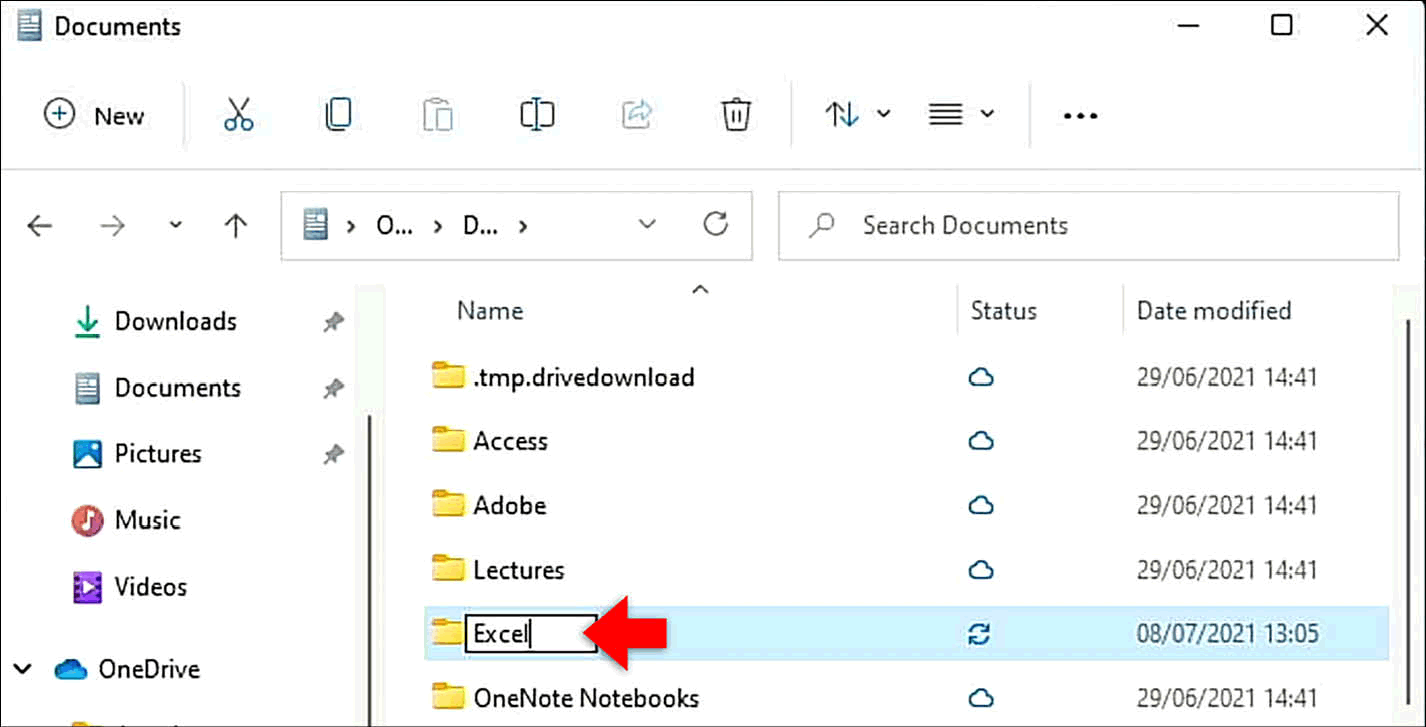 Documents
New
O... D...
Search Documents
Name Status Date modified
Downloads
Documents
Pictures
Music
Videos
OneDrive
.tmp.drivedownload 29/06/2021 14:41
Access 29/06/2021 14:41
Adobe 29/06/2021 14:41
Lectures 29/06/2021 14:41
Excel 08/07/2021 13:05
OneNote Notebooks 29/06/2021 14:41